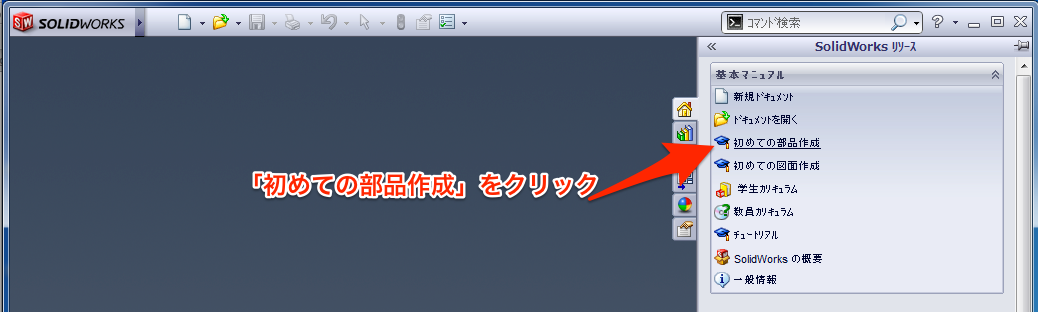 SW SOLIDWORKS
コマンド検索
SolidWorks リリース
基本マニュアル
新規ドキュメント
ドキュメントを開く
初めての部品作成
初めての図面作成
学生カリキュラム
教員カリキュラム
チュートリアル
SolidWorks の概要
一般情報
「初めての部品作成」をクリック